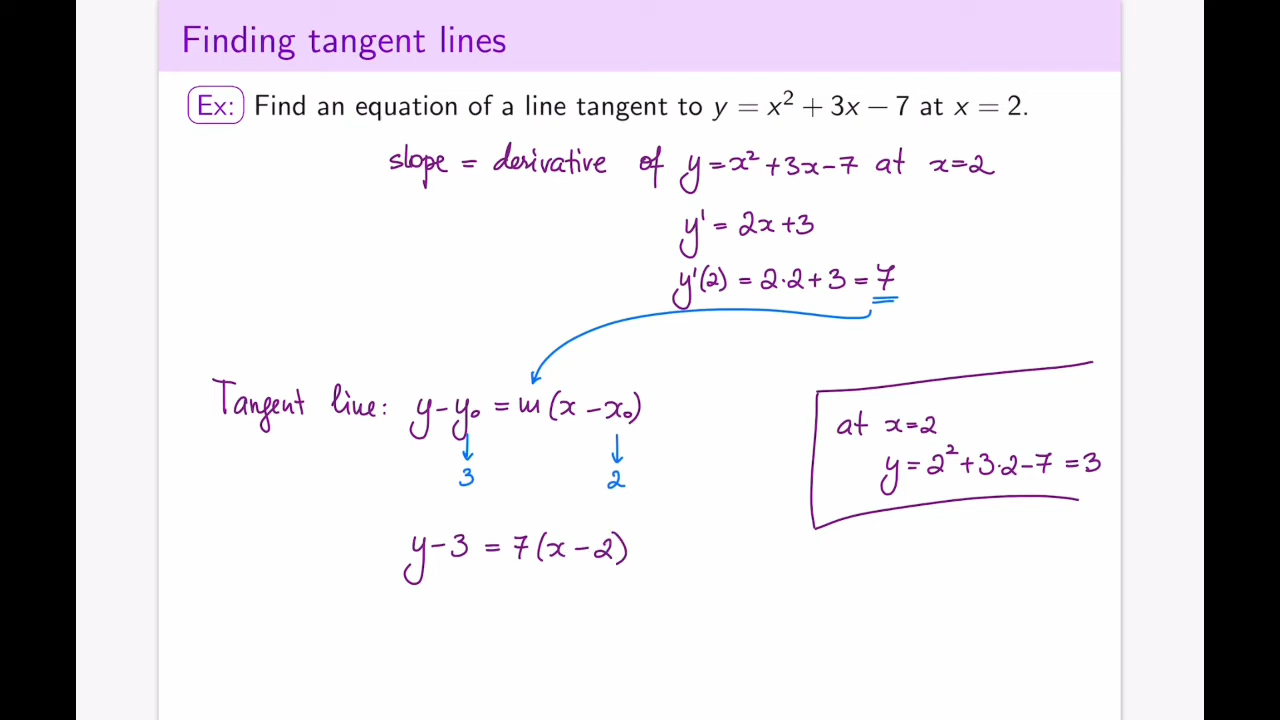 Finding tangent lines
Ex: Find an equation of a line tangent to y = x² + 3x − 7 at x = 2.
slope = derivative of y = x² + 3x − 7 at x = 2
y' = 2x + 3
y'(2) = 2·2 + 3 = 7
Tangent line: y − y₀ = m(x − x₀)
3 2
at x = 2
y = 2² + 3·2 − 7 = 3
y − 3 = 7(x − 2)